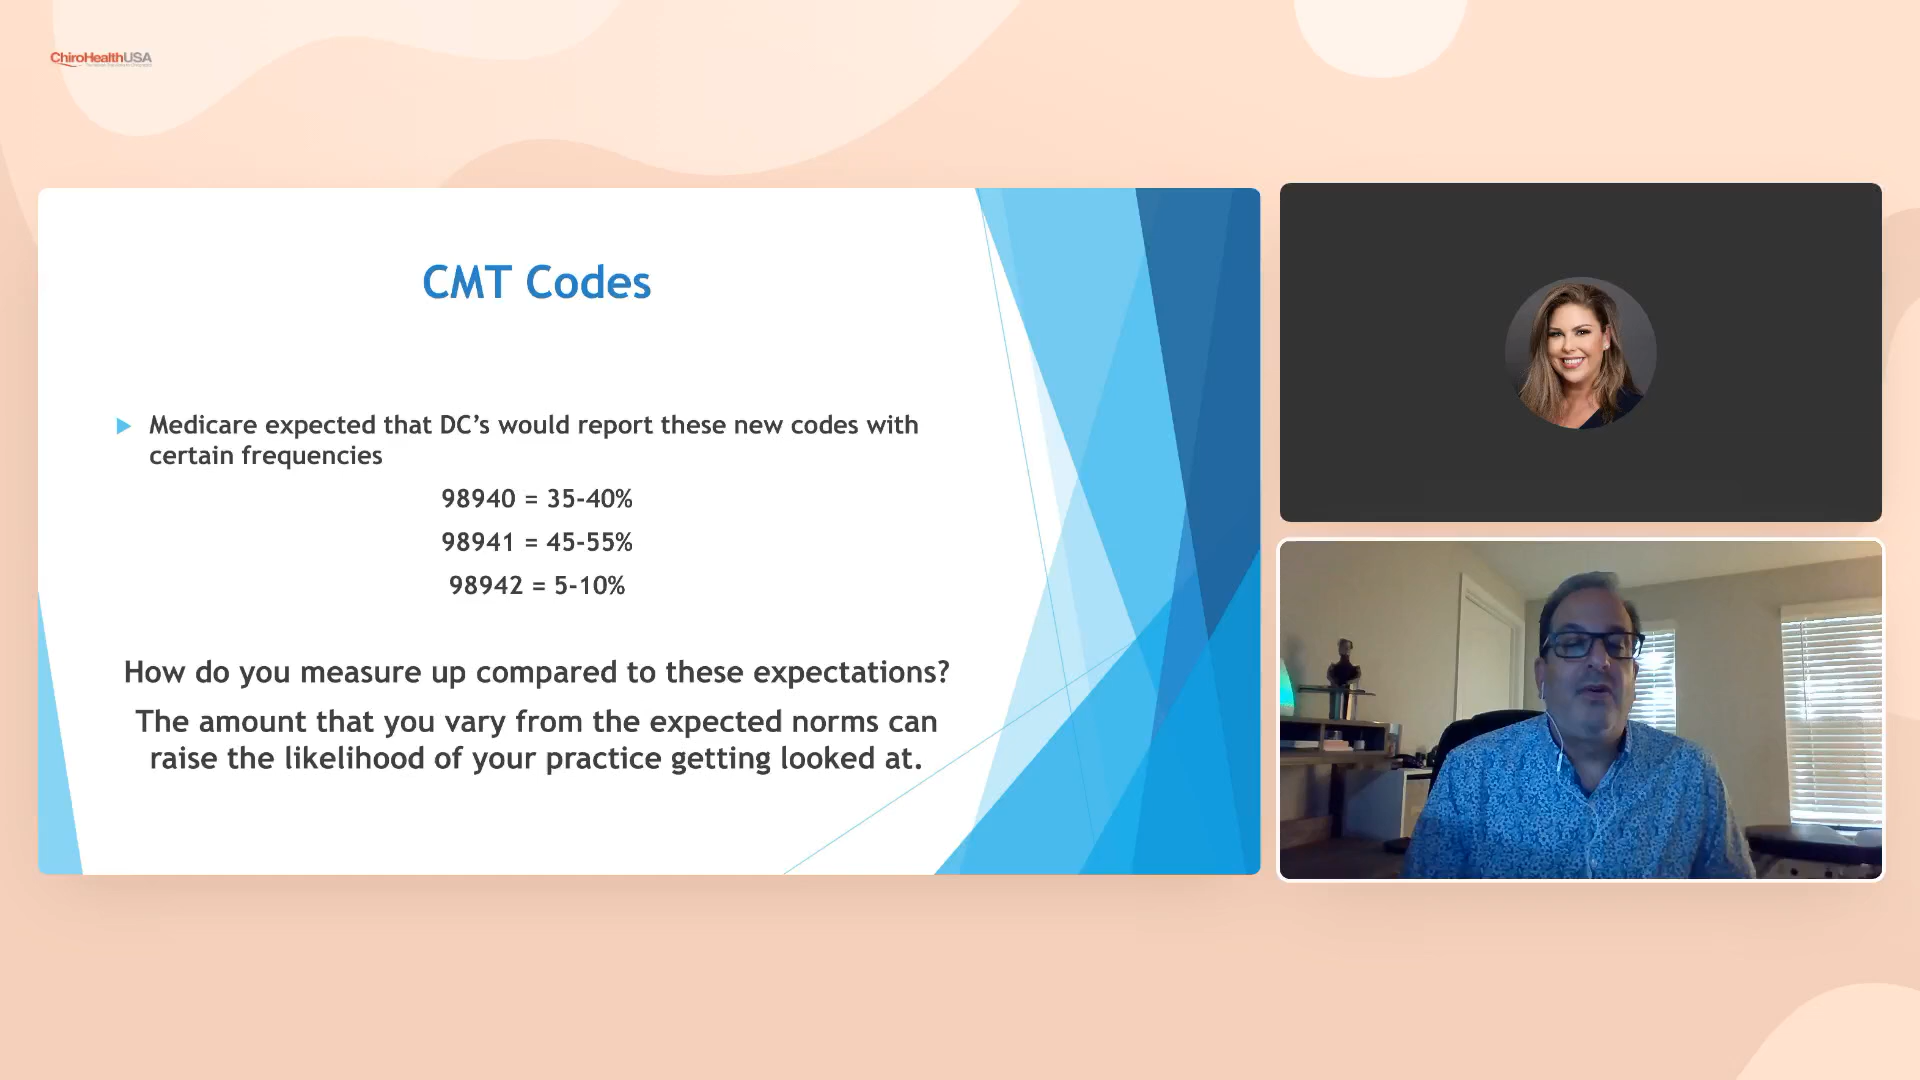 ChiroHealthUSA
CMT Codes
Medicare expected that DC's would report these new codes with
certain frequencies
98940 = 35-40%
98941 = 45-55%
98942 = 5-10%
How do you measure up compared to these expectations?
The amount that you vary from the expected norms can
raise the likelihood of your practice getting looked at.